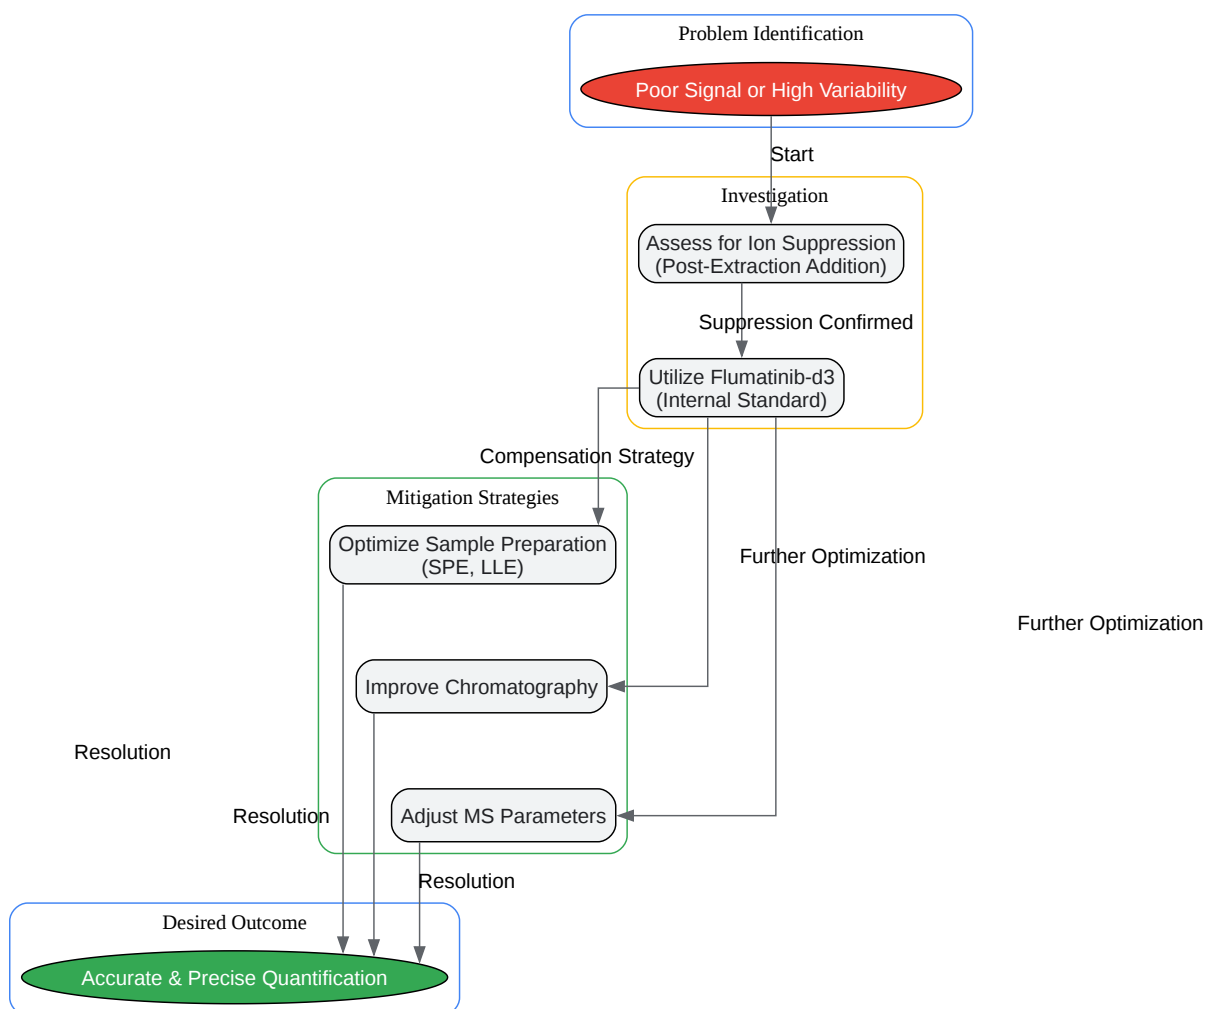 Problem Identification
Poor Signal or High Variability
Start
Investigation
Assess for Ion Suppression
(Post-Extraction Addition)
Suppression Confirmed
Utilize Flumatinib-d3
(Internal Standard)
Compensation Strategy
Mitigation Strategies
Optimize Sample Preparation
(SPE, LLE)
Further Optimization
Further Optimization
Improve Chromatography
Resolution
Resolution
Adjust MS Parameters
Resolution
Desired Outcome
Accurate & Precise Quantification